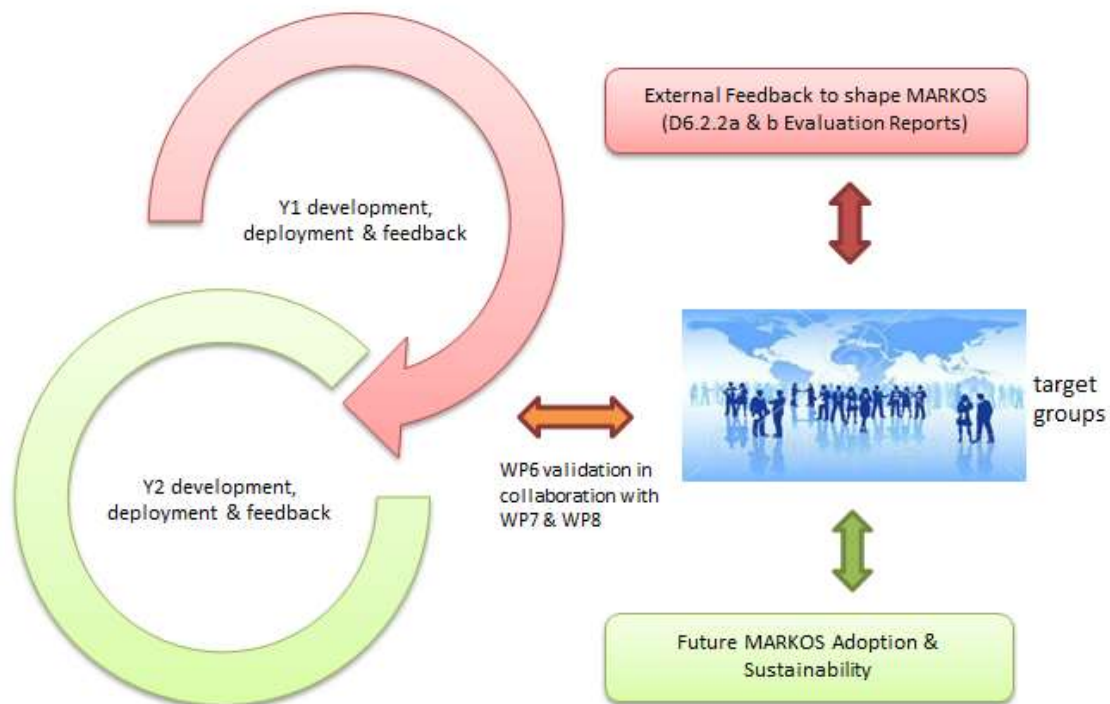 External Feedback to shape MARKOS
(D6.2.2a & b Evaluation Reports)
Y1 development,
deployment & feedback
target
groups
WP6 validation in
collaboration with
WP7 & WP8
Y2 development,
deployment & feedback
Future MARKOS Adoption &
Sustainability